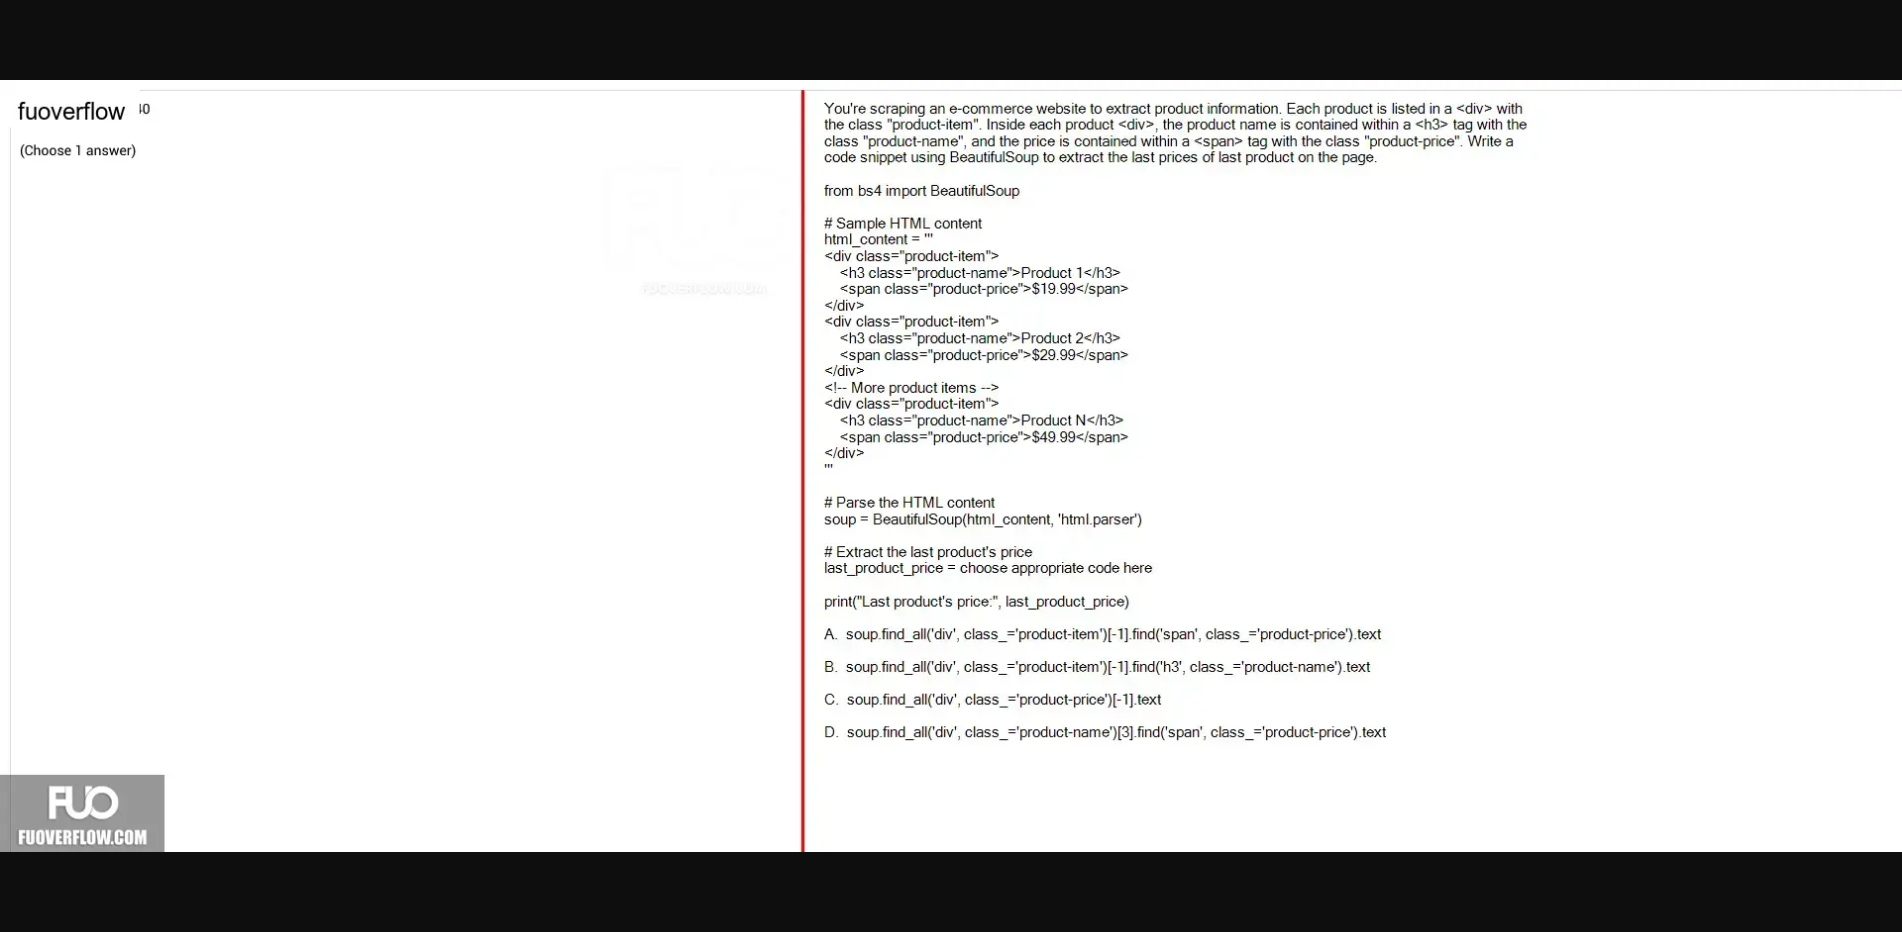 fuoverflow 40
(Choose 1 answer)
You're scraping an e-commerce website to extract product information. Each product is listed in a <div> with
the class "product-item". Inside each product <div>, the product name is contained within a <h3> tag with the
class "product-name", and the price is contained within a <span> tag with the class "product-price". Write a
code snippet using BeautifulSoup to extract the last prices of last product on the page.
from bs4 import BeautifulSoup
# Sample HTML content
html_content = '''
<div class="product-item">
<h3 class="product-name">Product 1</h3>
<span class="product-price">$19.99</span>
</div>
<div class="product-item">
<h3 class="product-name">Product 2</h3>
<span class="product-price">$29.99</span>
</div>
<!-- More product items -->
<div class="product-item">
<h3 class="product-name">Product N</h3>
<span class="product-price">$49.99</span>
</div>
'''
# Parse the HTML content
soup = BeautifulSoup(html_content, 'html.parser')
# Extract the last product's price
last_product_price = choose appropriate code here
print("Last product's price:", last_product_price)
A. soup.find_all('div', class_='product-item')[-1].find('span', class_='product-price').text
B. soup.find_all('div', class_='product-item')[-1].find('h3', class_='product-name').text
C. soup.find_all('div', class_='product-price')[-1].text
D. soup.find_all('div', class_='product-name')[3].find('span', class_='product-price').text
FUO
FUOVERFLOW.COM
FUO
FUOVERFLOW.COM